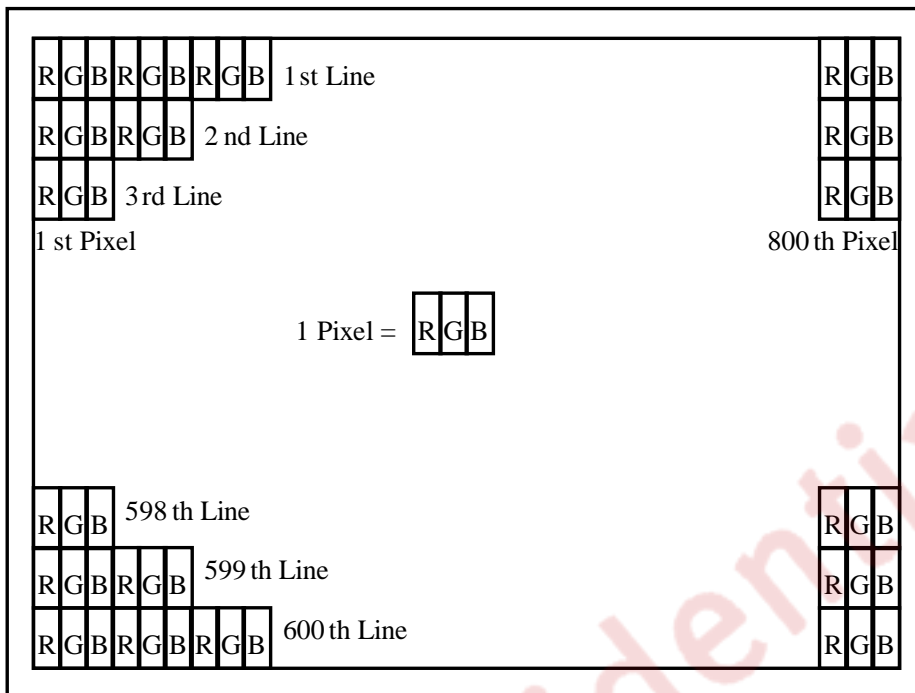 R G B R G B R G B 1 st Line R G B
R G B R G B 2 nd Line R G B
R G B 3 rd Line R G B
1 st Pixel 800 th Pixel
1 Pixel = R G B
R G B 598 th Line R G B
R G B R G B 599 th Line R G B
R G B R G B R G B 600 th Line R G B
identi